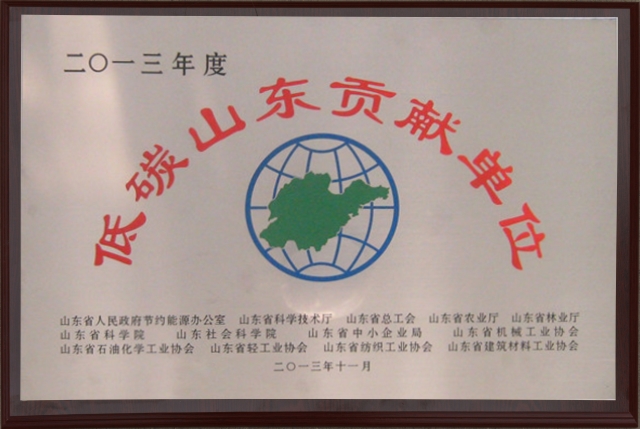 二〇一三年度
低碳山东贡献单位
山东省人民政府节约能源办公室 山东省科学技术厅 山东省总工会 山东省农业厅 山东省林业厅
山东省科学院 山东社会科学院 山东省中小企业局 山东省机械工业协会
山东省石油化学工业协会 山东省轻工业协会 山东省纺织工业协会 山东省建筑材料工业协会
二〇一三年十一月